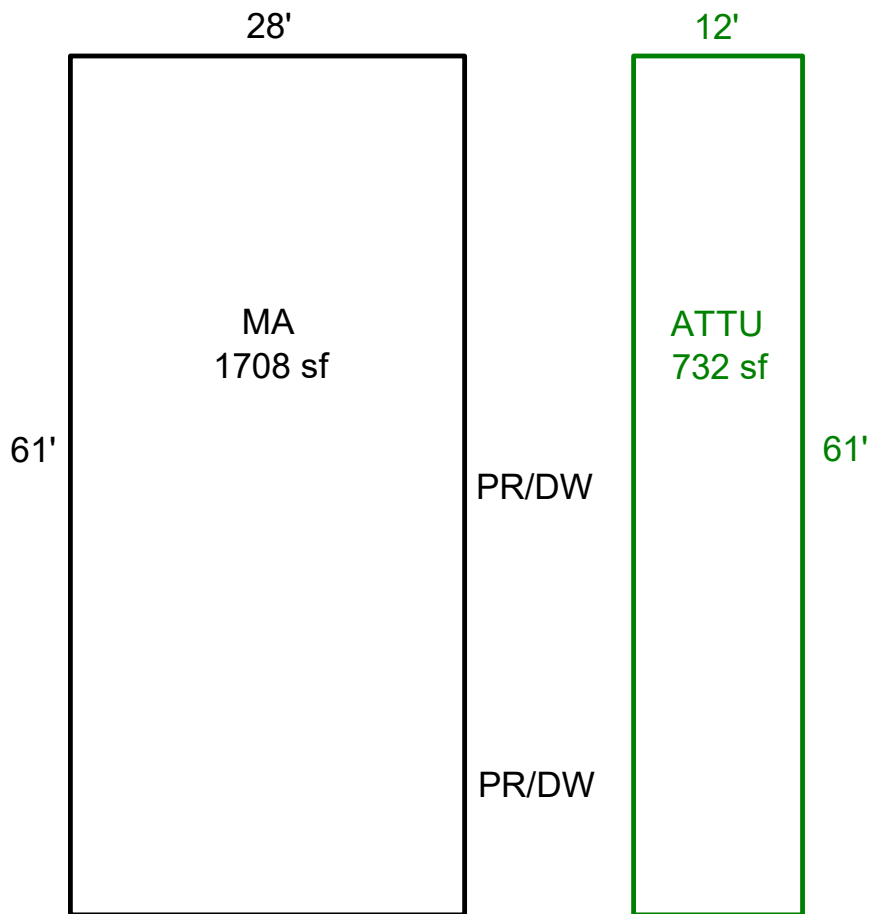 28'
12'
MA
1708 sf
ATTU
732 sf
61'
61'
PR/DW
PR/DW